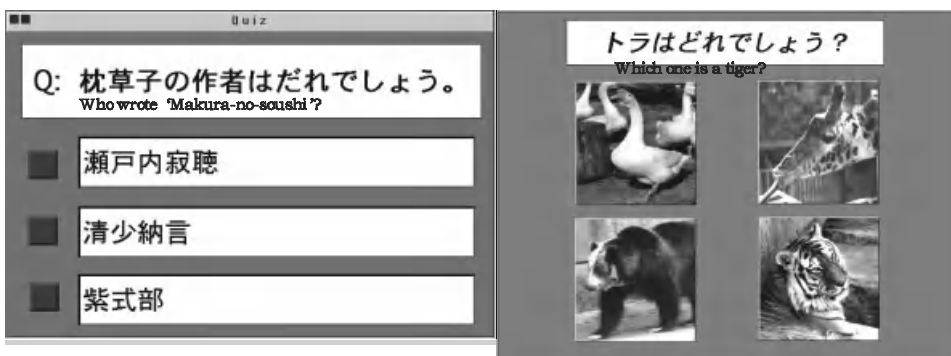 Quiz
Q: 枕草子の作者はだれでしょう。
Who wrote 'Makura-no-soushi'?
瀬戸内寂聴
清少納言
紫式部
トラはどれでしょう？
Which one is a tiger?